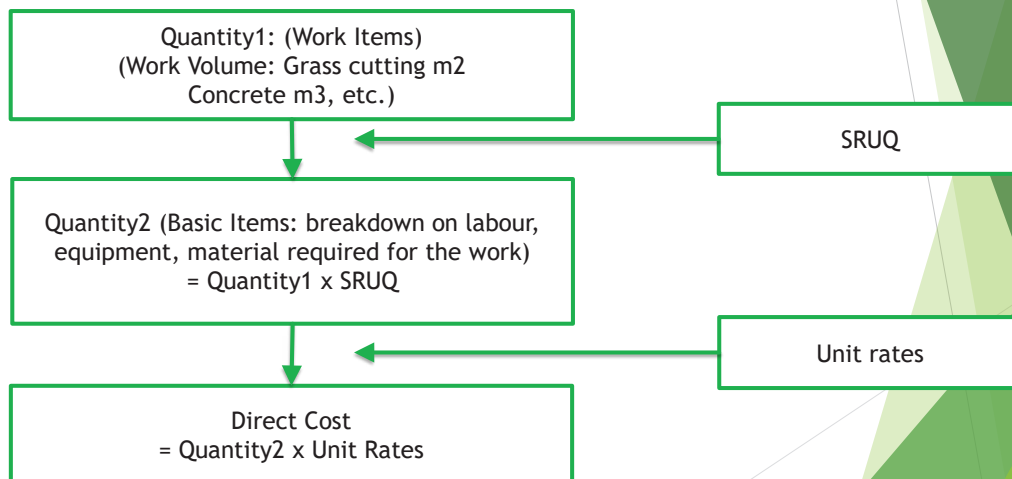 Quantity1: (Work Items)
(Work Volume: Grass cutting m2
Concrete m3, etc.)
SRUQ
Quantity2 (Basic Items: breakdown on labour,
equipment, material required for the work)
= Quantity1 x SRUQ
Unit rates
Direct Cost
= Quantity2 x Unit Rates